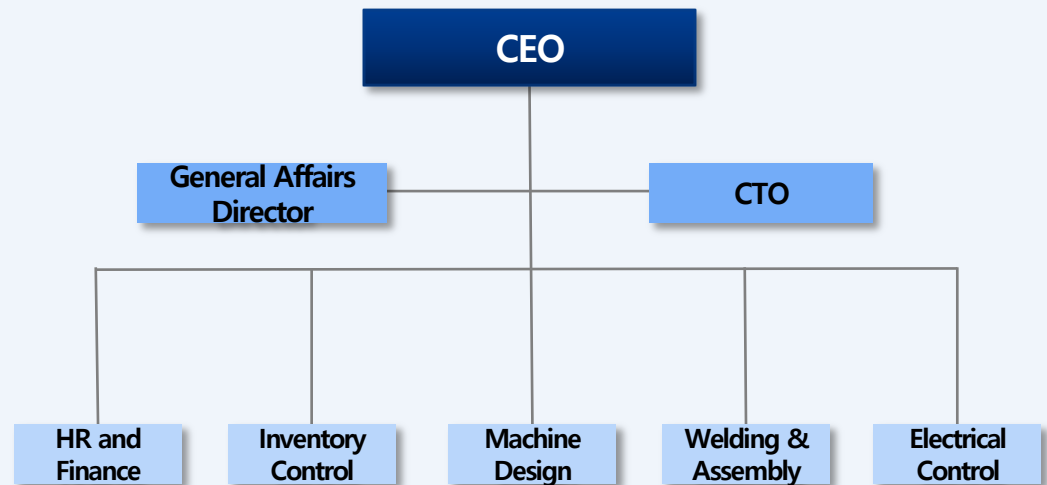 CEO
General Affairs
Director
CTO
HR and
Finance
Inventory
Control
Machine
Design
Welding &
Assembly
Electrical
Control